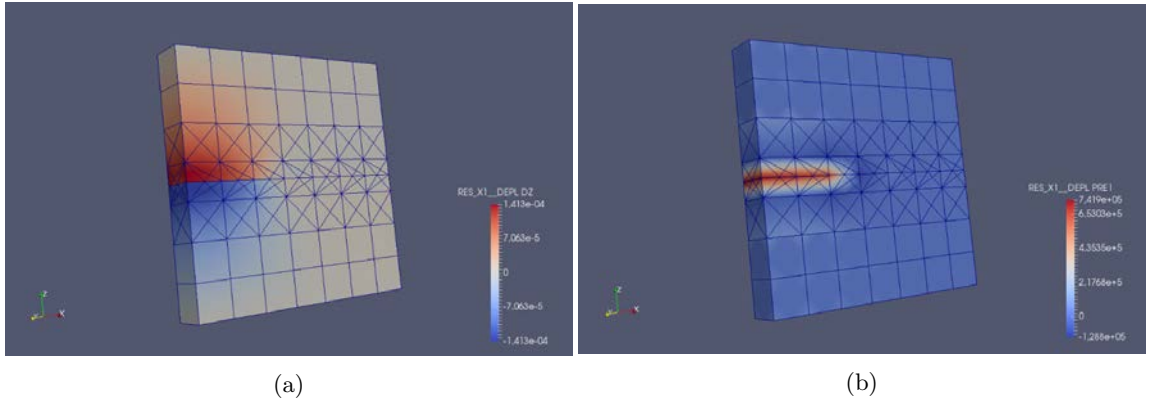 RES_X1__DEPL DZ
1,413e-04
7,063e-5
0
-7,063e-5
-1,413e-04
Z
Y
X
RES_X1__DEPL PRE1
7,419e+05
6,5303e+5
4,3535e+5
2,1768e+5
0
-1,288e+05
Z
Y
X
(a)
(b)